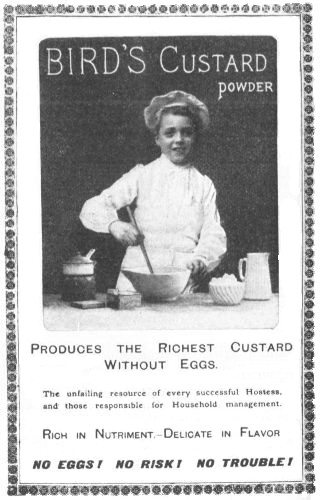 BIRD'S CUSTARD
POWDER
PRODUCES THE RICHEST CUSTARD
WITHOUT EGGS.
The unfailing resource of every successful Hostess,
and those responsible for Household management.
RICH IN NUTRIMENT.—DELICATE IN FLAVOR
NO EGGS! NO RISK! NO TROUBLE!